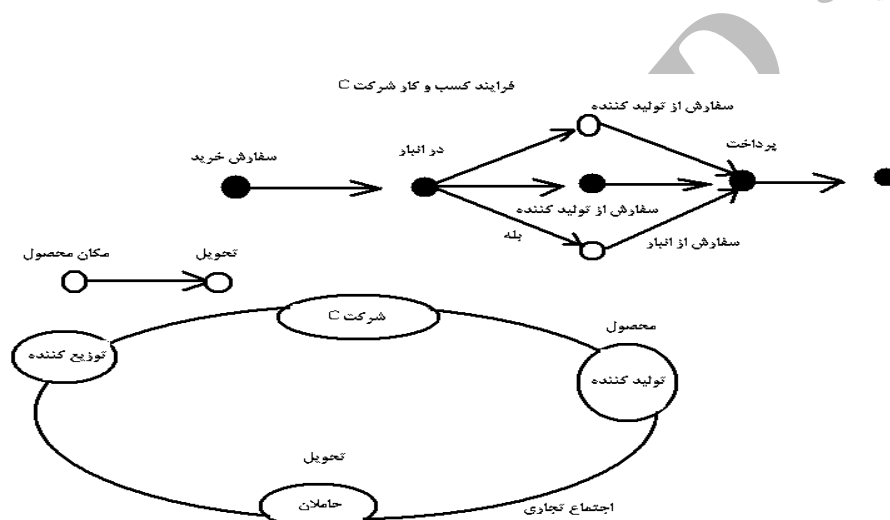 فرایند کسب و کار شرکت C
سفارش از تولید کننده
پرداخت
در انبار
سفارش خرید
سفارش از تولید کننده
بله
سفارش از انبار
مکان محصول
تحویل
شرکت C
محصول
توزیع کننده
تولید کننده
تحویل
حاملان
اجتماع تجاری